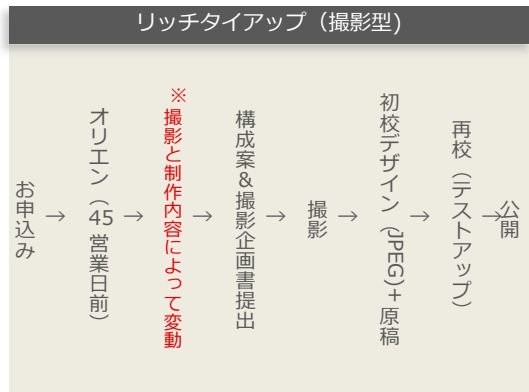 リッチタイアップ（撮影型)
お申込み
→
オリエン（45営業日前）
→
※撮影と制作内容によって変動
→
構成案&撮影企画書提出
→
撮影
→
初校デザイン（JPEG)＋原稿
→
再校（テストアップ）
→
公開